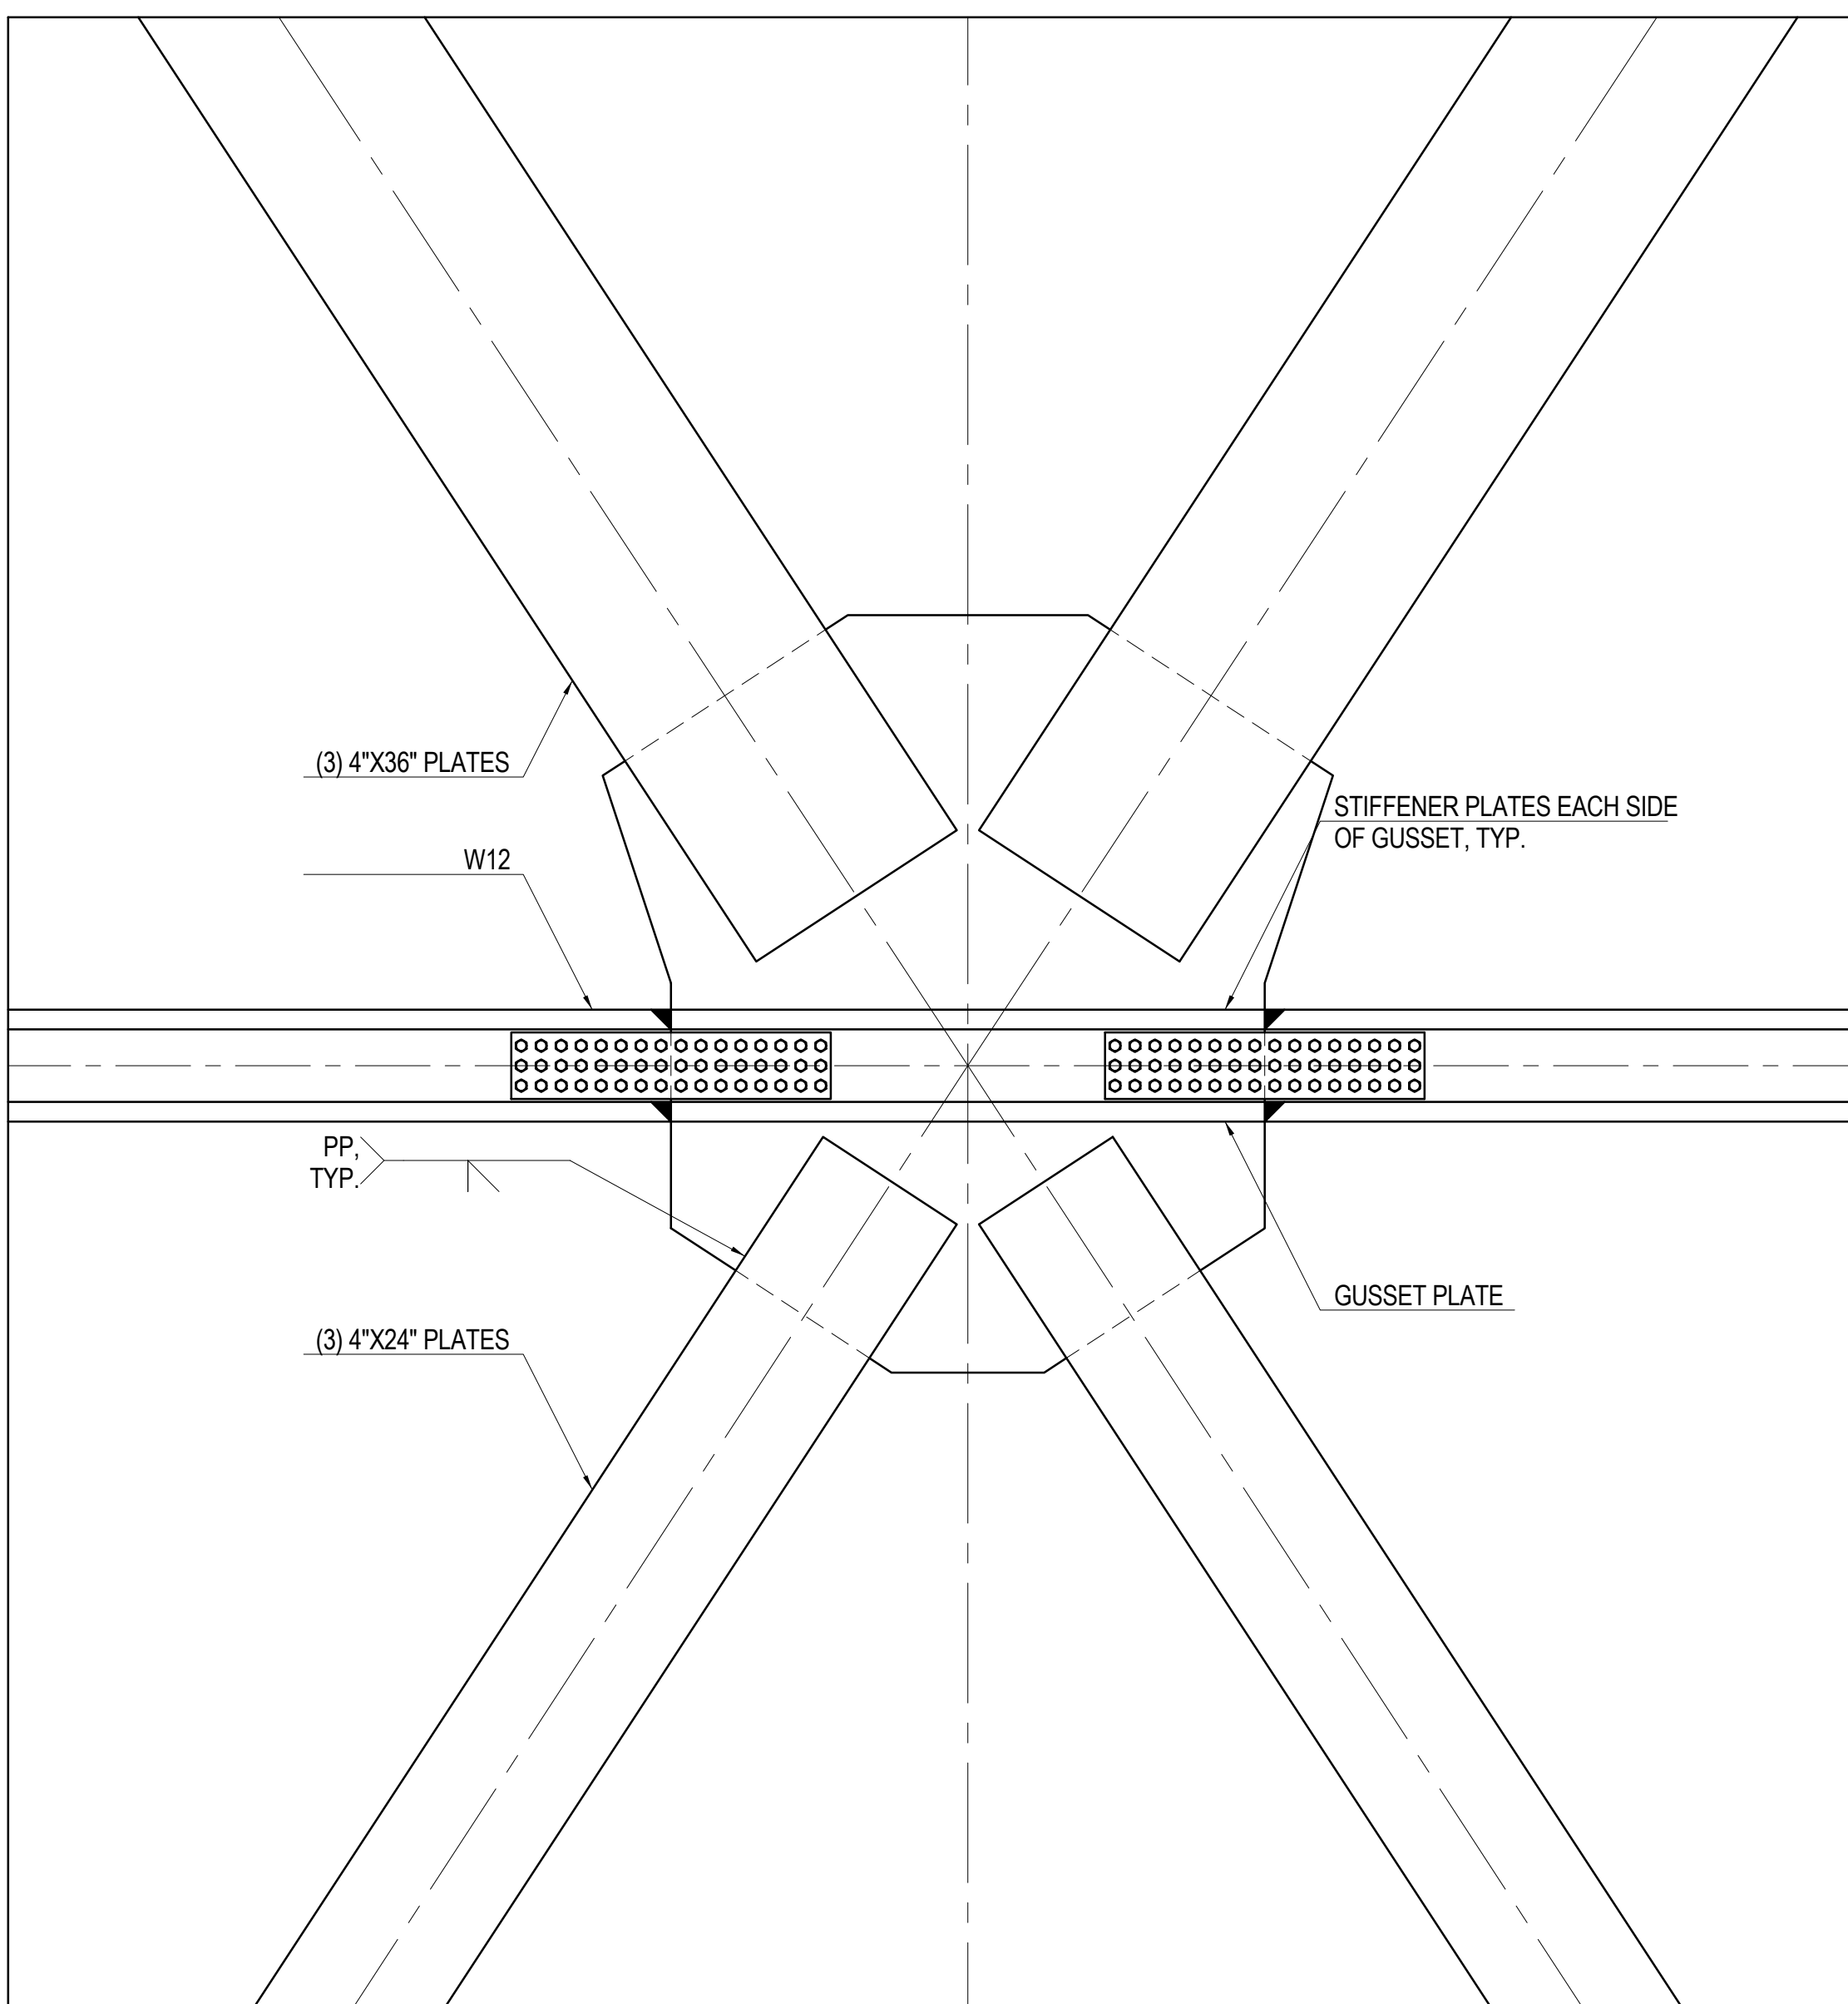 (3) 4"X36" PLATES
STIFFENER PLATES EACH SIDE
OF GUSSET, TYP.
W12
PP,
TYP.
GUSSET PLATE
(3) 4"X24" PLATES